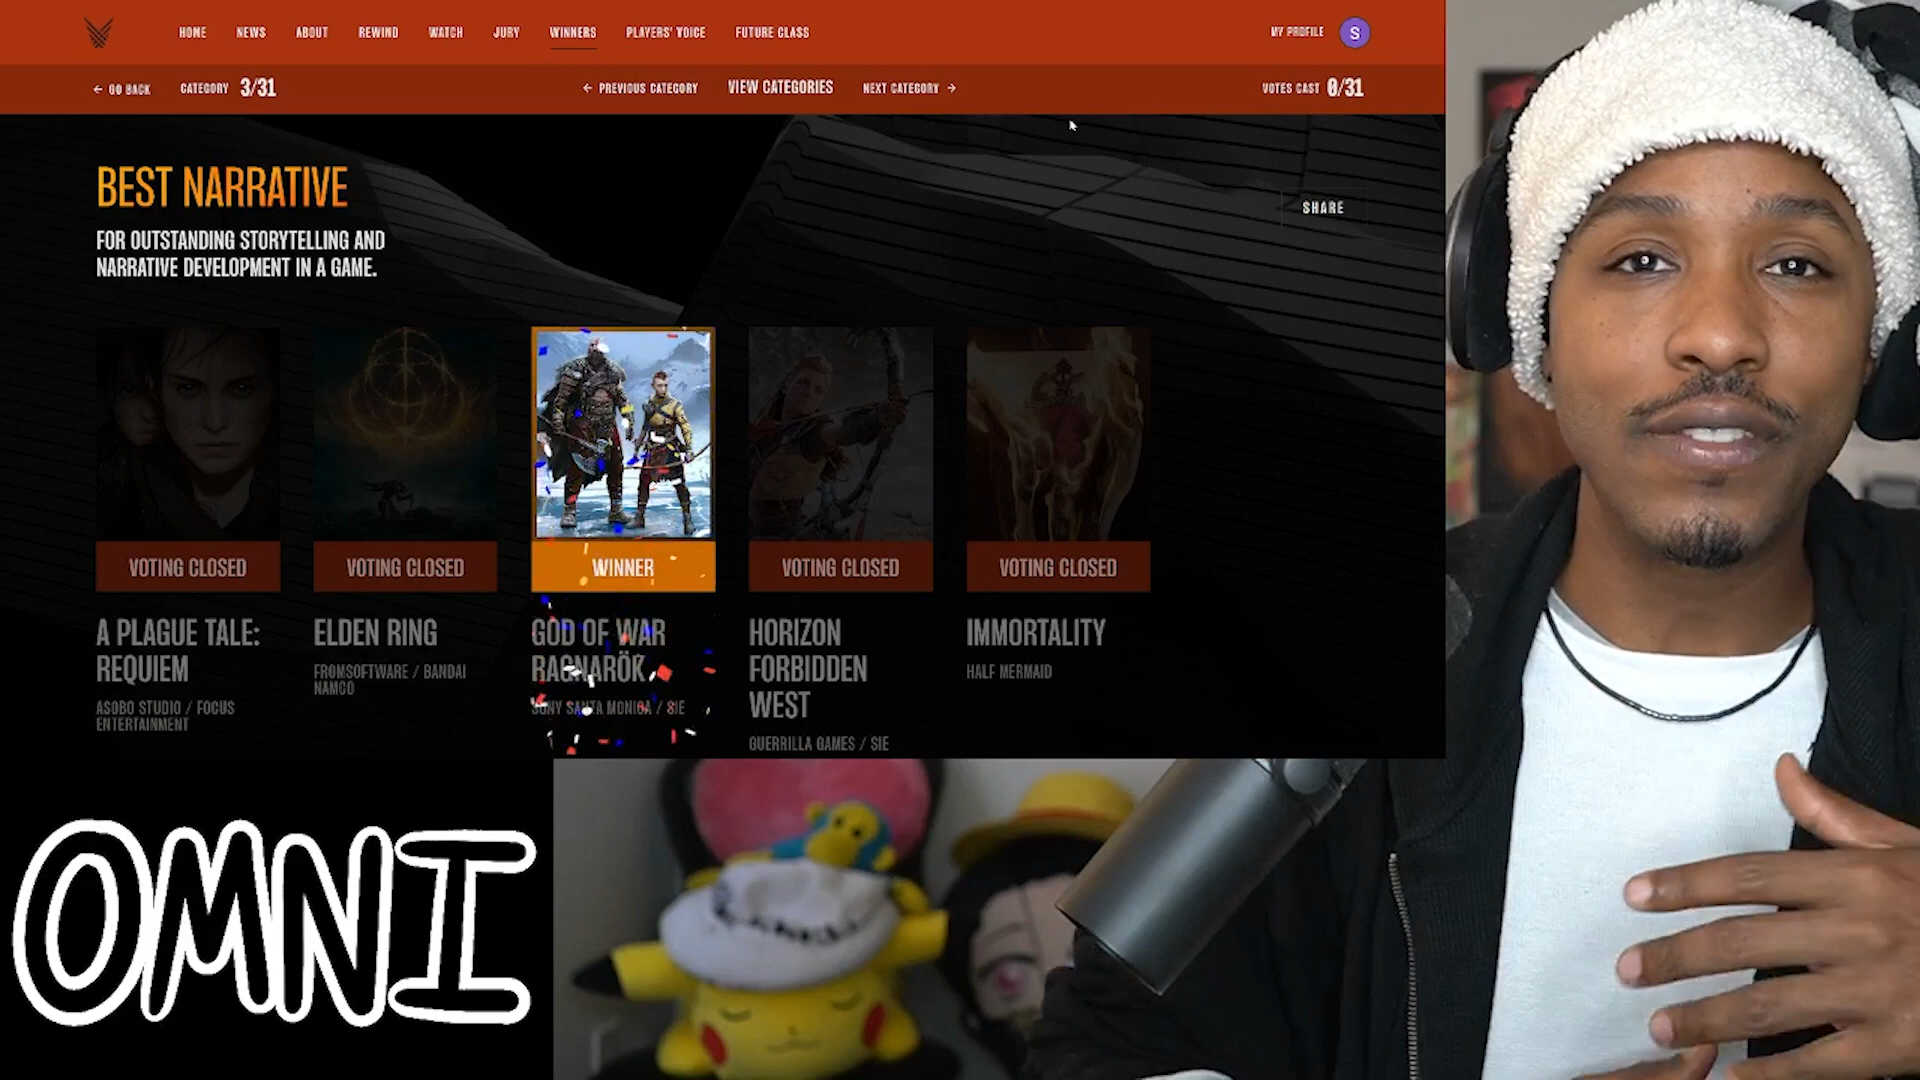 HOME NEWS ABOUT REWIND WATCH JURY WINNERS PLAYERS' VOICE FUTURE CLASS MY PROFILE S
← GO BACK CATEGORY 3/31 ← PREVIOUS CATEGORY VIEW CATEGORIES NEXT CATEGORY → VOTES CAST 0/31
BEST NARRATIVE
SHARE
FOR OUTSTANDING STORYTELLING AND
NARRATIVE DEVELOPMENT IN A GAME.
VOTING CLOSED
A PLAGUE TALE:
REQUIEM
ASOBO STUDIO / FOCUS
ENTERTAINMENT
VOTING CLOSED
ELDEN RING
FROMSOFTWARE / BANDAI
NAMCO
WINNER
GOD OF WAR
RAGNARÖK
SONY SANTA MONICA / SIE
VOTING CLOSED
HORIZON
FORBIDDEN
WEST
GUERRILLA GAMES / SIE
VOTING CLOSED
IMMORTALITY
HALF MERMAID
OMNI